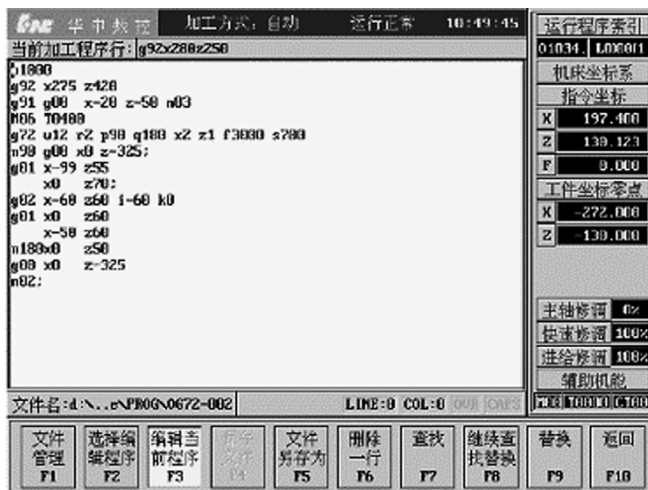 华中数控 加工方式：自动 运行正常 10:49:45
运行程序索引
当前加工程序行：g92x280z250
机床坐标系
指令坐标
X 197.400
Z 130.123
F 0.000
工件坐标零点
X -272.000
Z -130.000
g92 x275 z420
g91 g00 x-20 z-50 m03
M06 T0400
g72 u12 r2 p90 q180 x2 z1 f3000 s700
n90 g00 x0 z-325;
g01 x-99 z55
x0 z70;
g02 x-60 z60 i-60 k0
g01 x0 z60
x-50 z60
n180x0 z50
g00 x0 z-325
m02;
主轴修调 0%
快速修调 100%
进给修调 100%
辅助机能
文件名:d:\..e\PROG\0672-002 LINE:0 COL:0 OVR CAPS
文件管理 F1
选择编辑程序 F2
编辑当前程序 F3
F4
文件另存为 F5
删除一行 F6
查找 F7
继续查找替换 F8
替换 F9
返回 F10